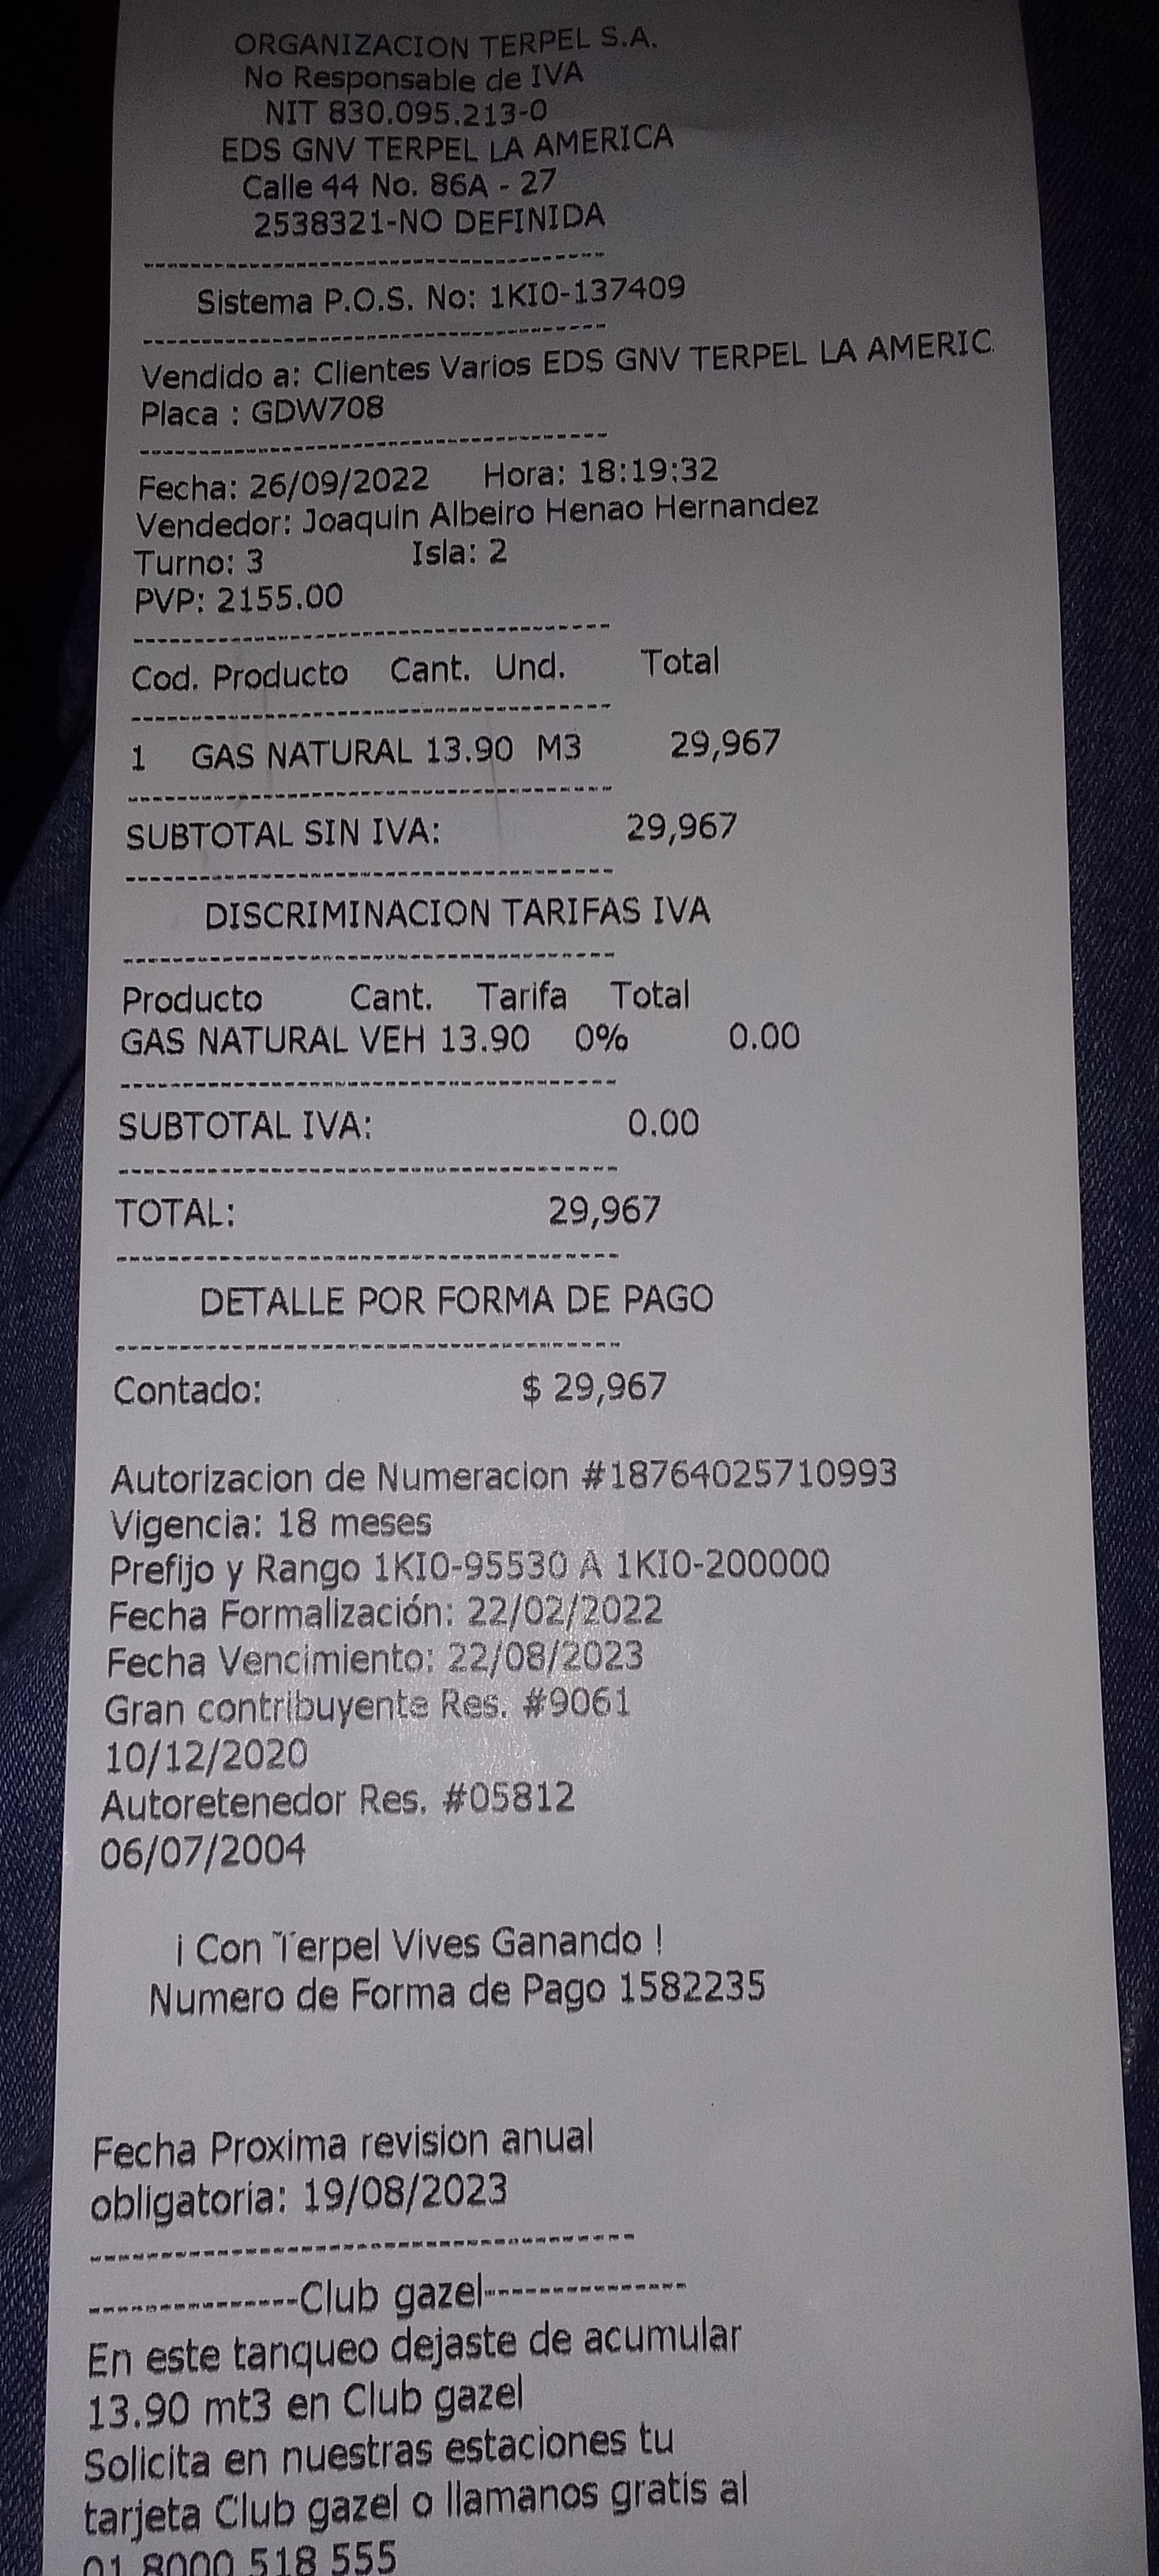 ORGANIZACION TERPEL S.A.
No Responsable de IVA
NIT 830.095.213-0
EDS GNV TERPEL LA AMERICA
Calle 44 No. 86A - 27
2538321-NO DEFINIDA
Sistema P.O.S. No: 1KI0-137409
Vendido a: Clientes Varios EDS GNV TERPEL LA AMERIC
Placa : GDW708
Fecha: 26/09/2022 Hora: 18:19:32
Vendedor: Joaquin Albeiro Henao Hernandez
Turno: 3 Isla: 2
PVP: 2155.00
Cod. Producto Cant. Und. Total
1 GAS NATURAL 13.90 M3 29,967
SUBTOTAL SIN IVA: 29,967
DISCRIMINACION TARIFAS IVA
Producto Cant. Tarifa Total
GAS NATURAL VEH 13.90 0% 0.00
SUBTOTAL IVA: 0.00
TOTAL: 29,967
DETALLE POR FORMA DE PAGO
Contado: $ 29,967
Autorizacion de Numeracion #18764025710993
Vigencia: 18 meses
Prefijo y Rango 1KI0-95530 A 1KI0-200000
Fecha Formalización: 22/02/2022
Fecha Vencimiento: 22/08/2023
Gran contribuyente Res. #9061
10/12/2020
Autoretenedor Res. #05812
06/07/2004
¡ Con Terpel Vives Ganando !
Numero de Forma de Pago 1582235
Fecha Proxima revision anual
obligatoria: 19/08/2023
---------------Club gazel---------------
En este tanqueo dejaste de acumular
13.90 mt3 en Club gazel
Solicita en nuestras estaciones tu
tarjeta Club gazel o llamanos gratis al
01 8000 518 555